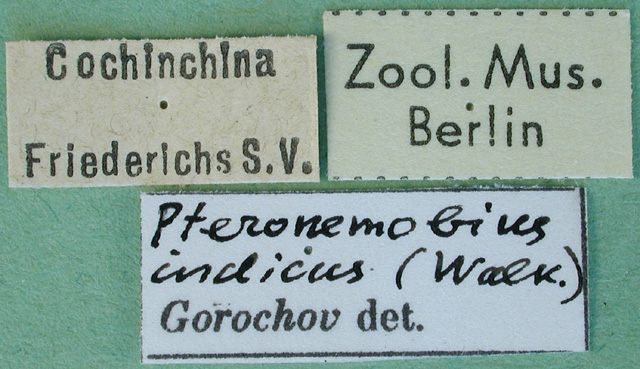 Cochinchina
Friederichs S.V.
Zool. Mus.
Berlin
Pteronemobius
indicus (Walk.)
Gorochov det.